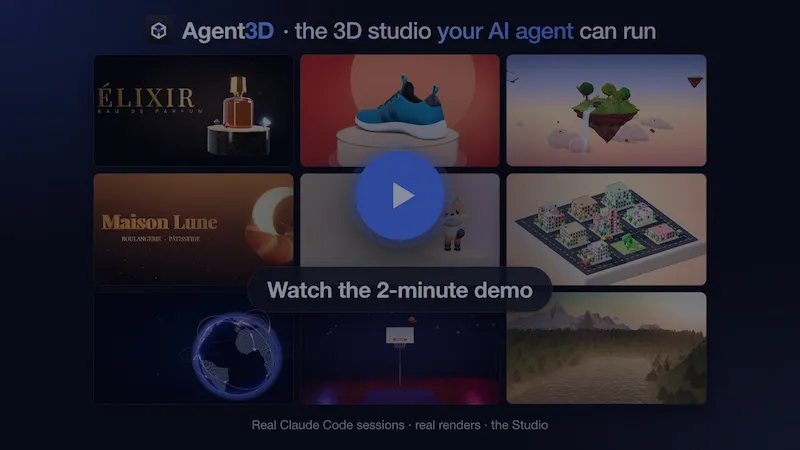 Agent3D · the 3D studio your AI agent can run
ÉLIXIR
EAU DE PARFUM
Maison Lune
BOULANGERIE · PÂTISSERIE
Watch the 2-minute demo
Real Claude Code sessions · real renders · the Studio